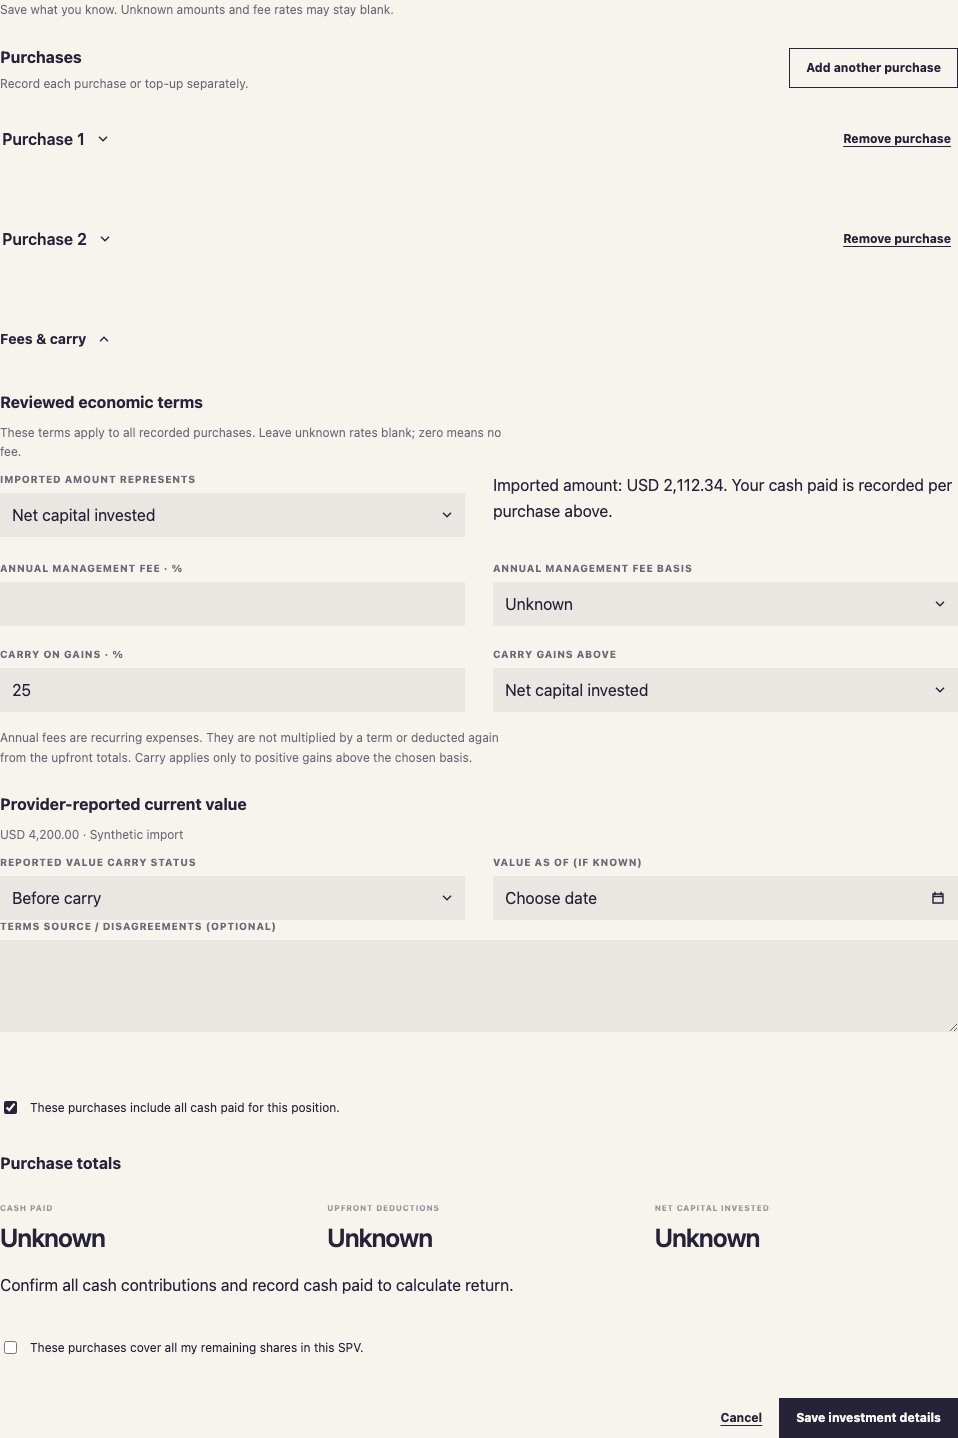 Save what you know. Unknown amounts and fee rates may stay blank.
Purchases
Add another purchase
Record each purchase or top-up separately.
Purchase 1
Remove purchase
Purchase 2
Remove purchase
Fees & carry
Reviewed economic terms
These terms apply to all recorded purchases. Leave unknown rates blank; zero means no
fee.
IMPORTED AMOUNT REPRESENTS
Net capital invested
Imported amount: USD 2,112.34. Your cash paid is recorded per
purchase above.
ANNUAL MANAGEMENT FEE · %
ANNUAL MANAGEMENT FEE BASIS
Unknown
CARRY ON GAINS · %
25
CARRY GAINS ABOVE
Net capital invested
Annual fees are recurring expenses. They are not multiplied by a term or deducted again
from the upfront totals. Carry applies only to positive gains above the chosen basis.
Provider-reported current value
USD 4,200.00 · Synthetic import
REPORTED VALUE CARRY STATUS
Before carry
VALUE AS OF (IF KNOWN)
Choose date
TERMS SOURCE / DISAGREEMENTS (OPTIONAL)
These purchases include all cash paid for this position.
Purchase totals
CASH PAID
Unknown
UPFRONT DEDUCTIONS
Unknown
NET CAPITAL INVESTED
Unknown
Confirm all cash contributions and record cash paid to calculate return.
These purchases cover all my remaining shares in this SPV.
Cancel
Save investment details